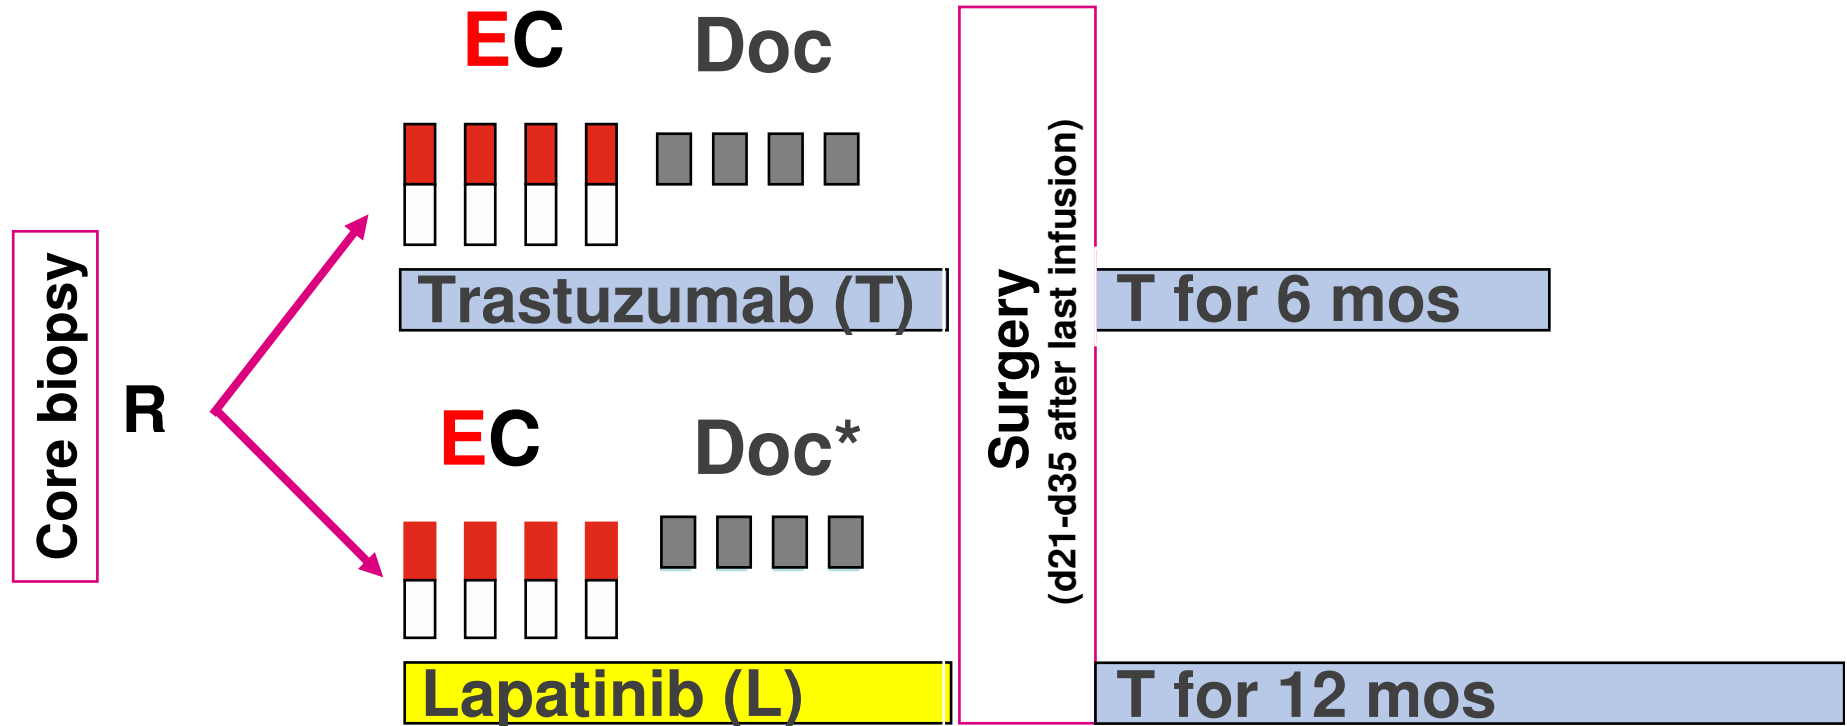 EC
Doc
Trastuzumab (T)
Core biopsy
R
EC
Doc*
Lapatinib (L)
Surgery
(d21-d35 after last infusion)
T for 6 mos
T for 12 mos